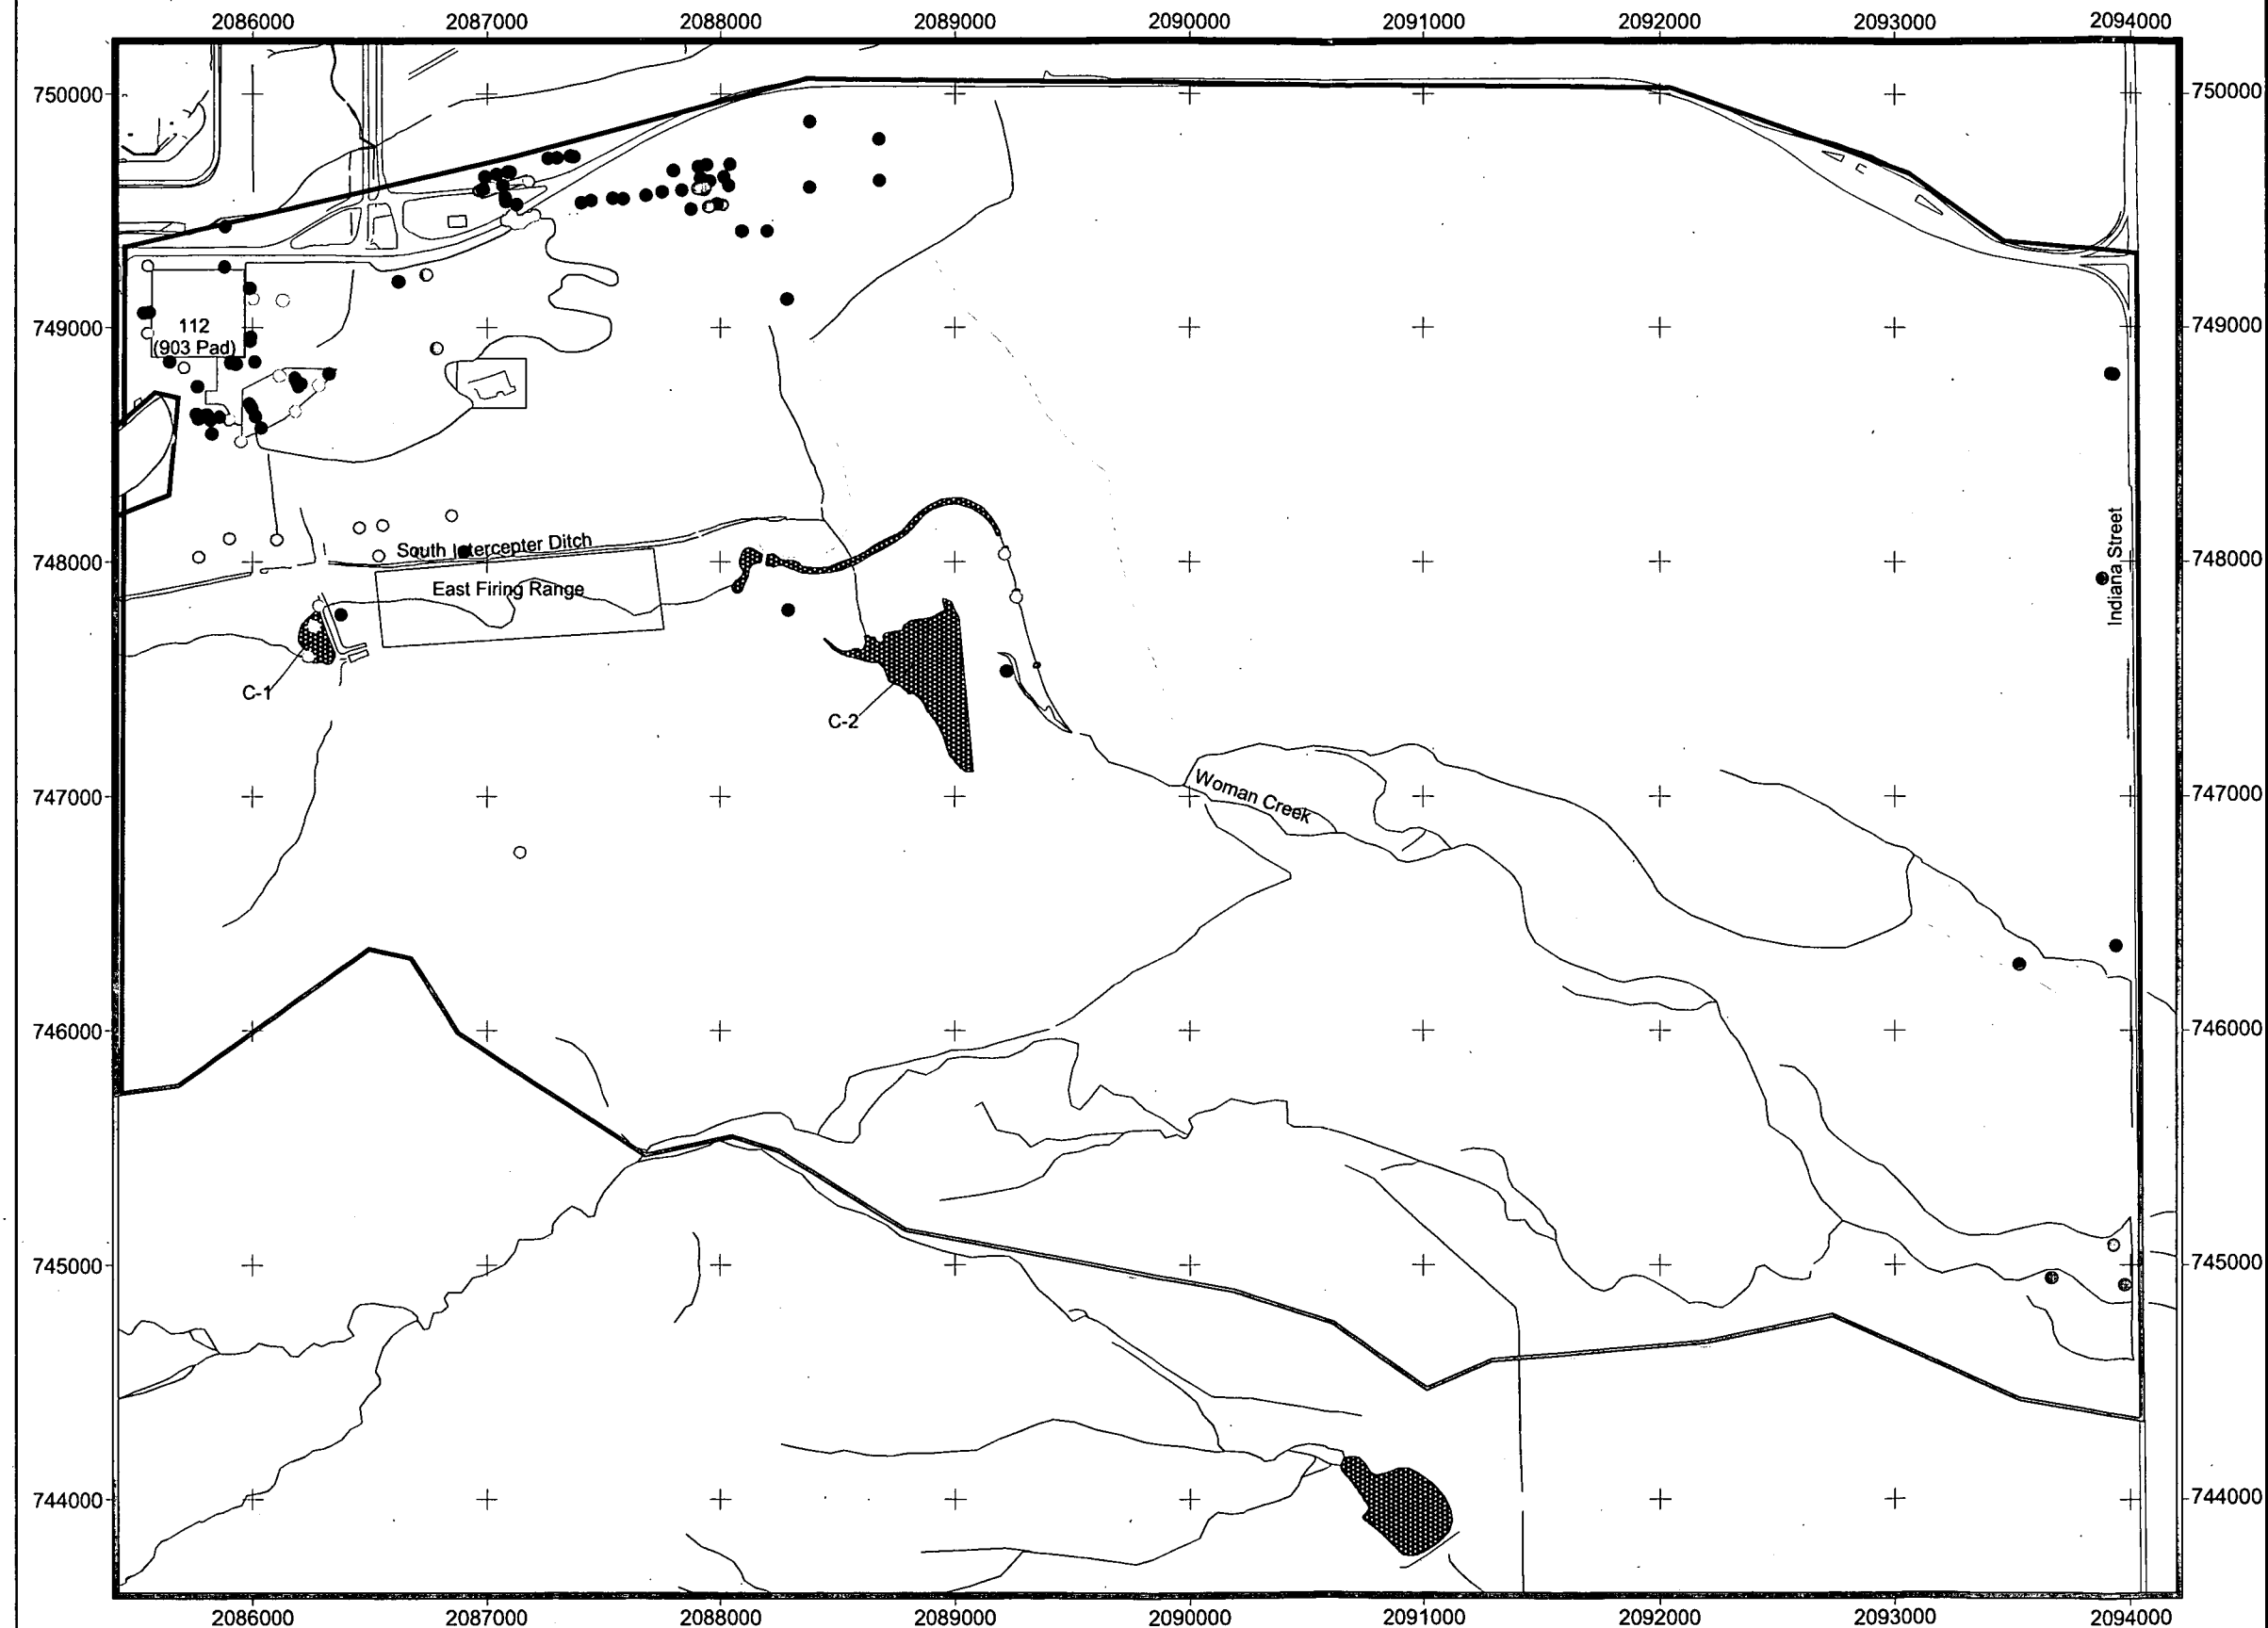 2086000 2087000 2088000 2089000 2090000 2091000 2092000 2093000 2094000
750000 750000
749000 749000
112
(903 Pad)
Indiana Street
South Intercepter Ditch
748000 748000
East Firing Range
C-1
C-2
Woman Creek
747000 747000
746000 746000
745000 745000
744000 744000
2086000 2087000 2088000 2089000 2090000 2091000 2092000 2093000 2094000